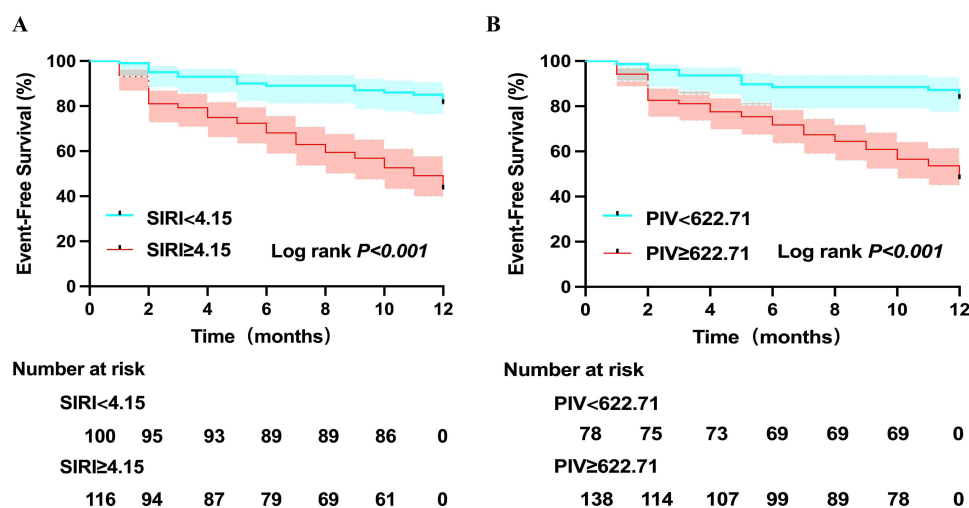 A
Event-Free Survival (%)
100
80
60
40
20
0
SIRI<4.15
SIRI≥4.15
Log rank P<0.001
0 2 4 6 8 10 12
Time (months)
Number at risk
SIRI<4.15
100 95 93 89 89 86 0
SIRI≥4.15
116 94 87 79 69 61 0
B
Event-Free Survival (%)
100
80
60
40
20
0
PIV<622.71
PIV≥622.71
Log rank P<0.001
0 2 4 6 8 10 12
Time (months)
Number at risk
PIV<622.71
78 75 73 69 69 69 0
PIV≥622.71
138 114 107 99 89 78 0